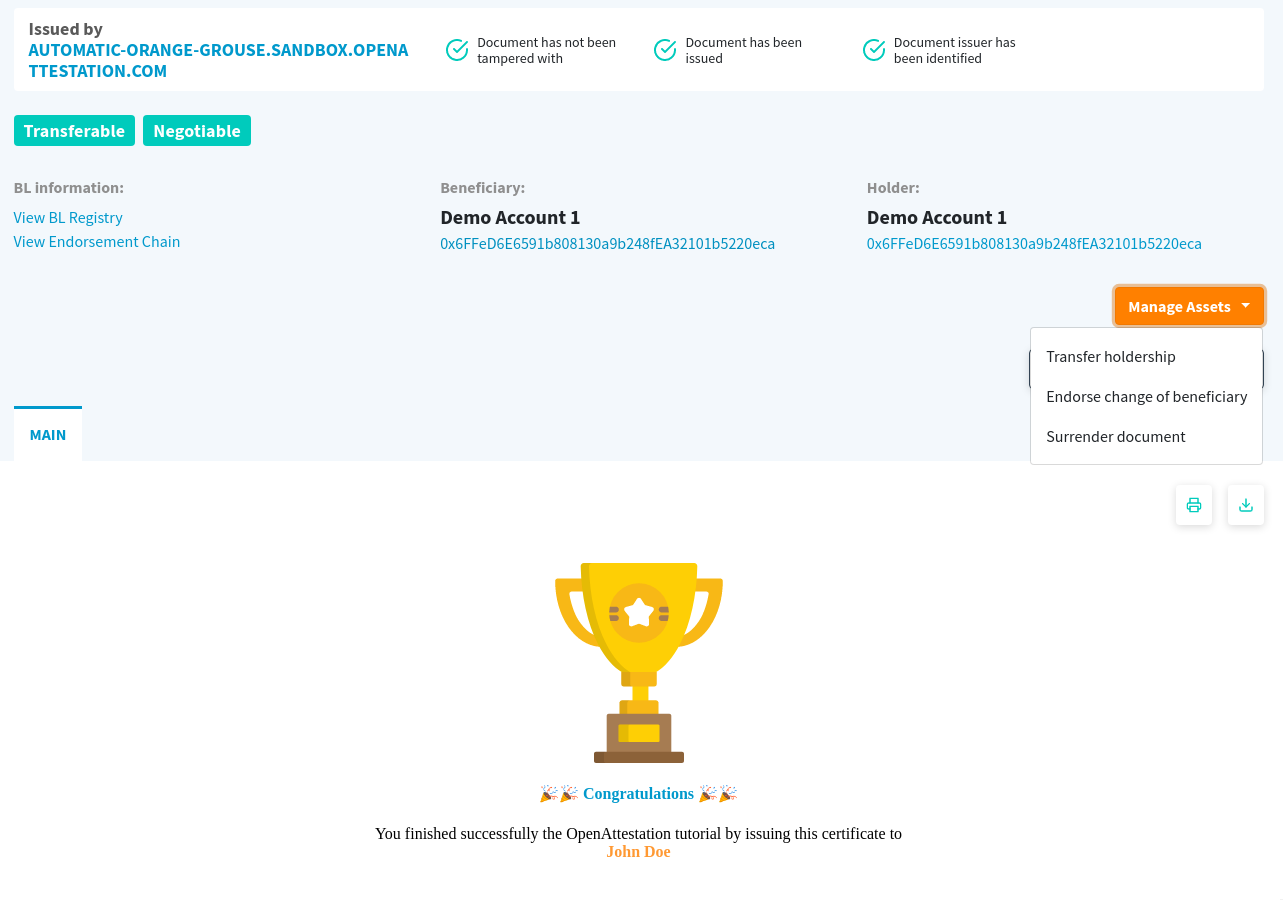 Issued by
AUTOMATIC-ORANGE-GROUSE.SANDBOX.OPENA
TTESTATION.COM
Document has not been
tampered with
Document has been
issued
Document issuer has
been identified
Transferable
Negotiable
BL information:
View BL Registry
View Endorsement Chain
Beneficiary:
Demo Account 1
0x6FFeD6E6591b808130a9b248fEA32101b5220eca
Holder:
Demo Account 1
0x6FFeD6E6591b808130a9b248fEA32101b5220eca
Manage Assets
Transfer holdership
Endorse change of beneficiary
Surrender document
MAIN
🎉🎉 Congratulations 🎉🎉
You finished successfully the OpenAttestation tutorial by issuing this certificate to
John Doe